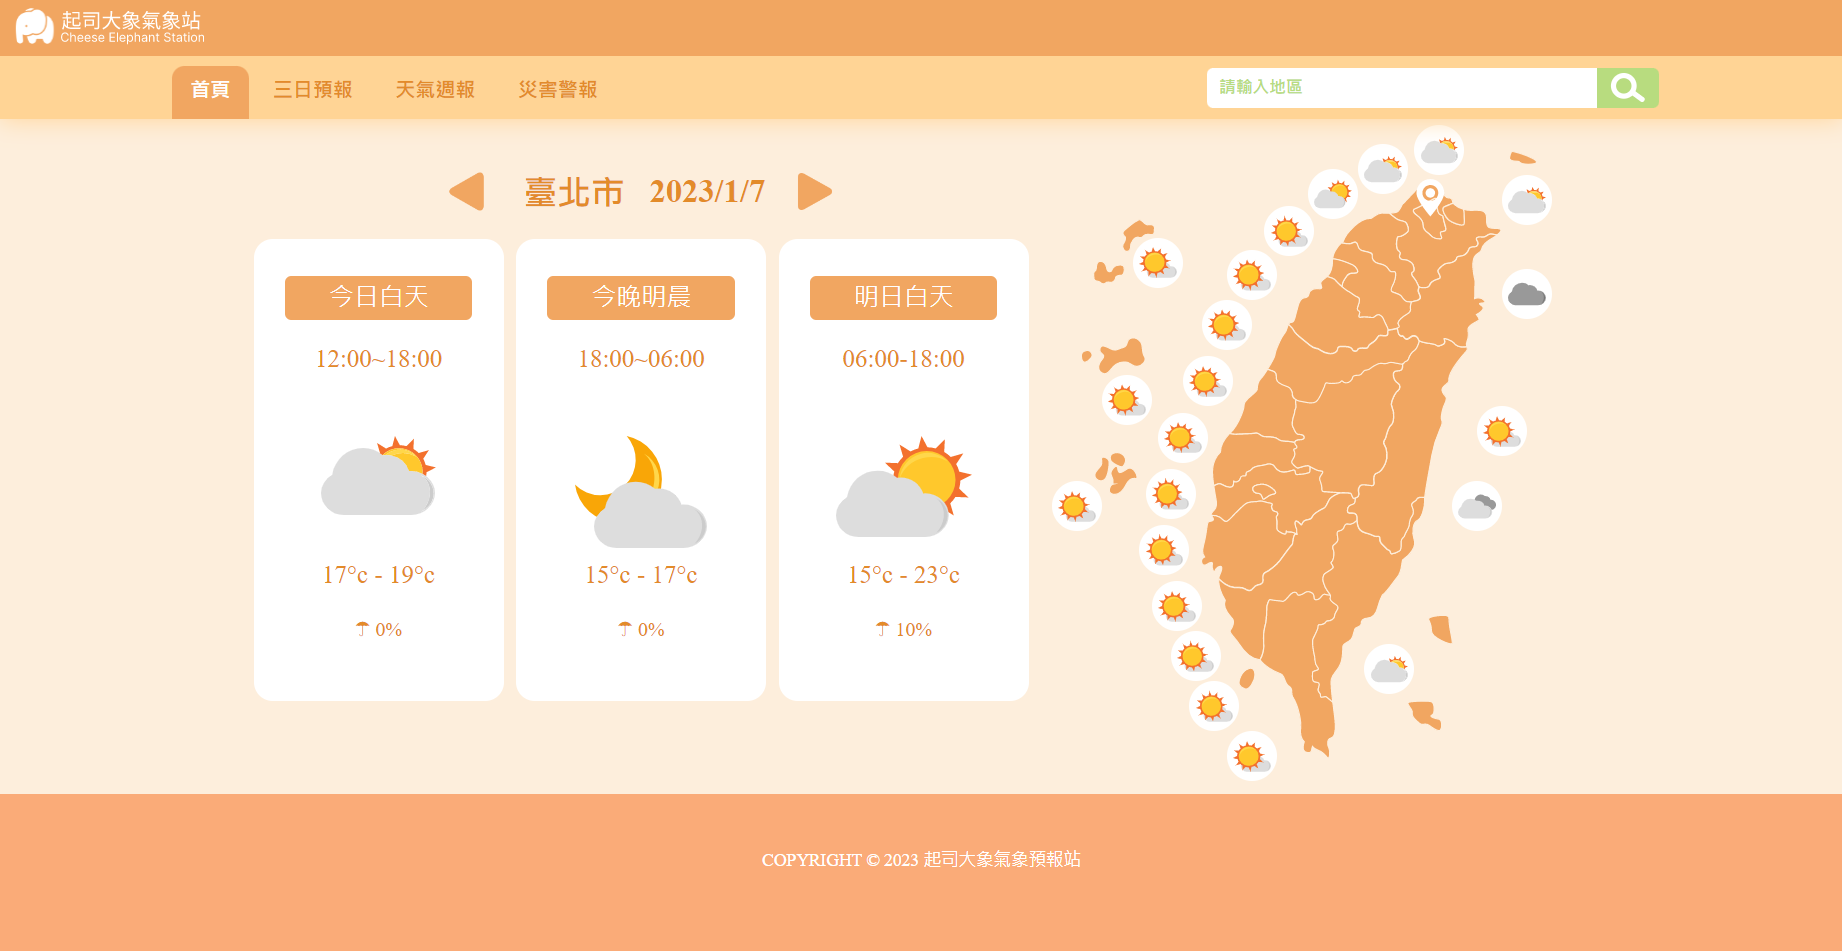 起司大象氣象站
Cheese Elephant Station
首頁 三日預報 天氣週報 災害警報
請輸入地區
臺北市 2023/1/7
今日白天
12:00~18:00
17°c - 19°c
☂ 0%
今晚明晨
18:00~06:00
15°c - 17°c
☂ 0%
明日白天
06:00-18:00
15°c - 23°c
☂ 10%
COPYRIGHT © 2023 起司大象氣象預報站